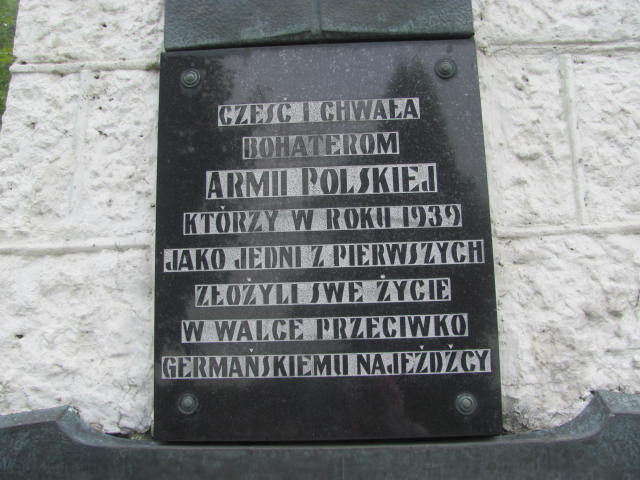 CZEŚĆ I CHWAŁA
BOHATEROM
ARMII POLSKIEJ
KTÓRZY W ROKU 1939
JAKO JEDNI Z PIERWSZYCH
ZŁOŻYLI SWE ŻYCIE
W WALCE PRZECIWKO
GERMAŃSKIEMU NAJEŹDŹCY